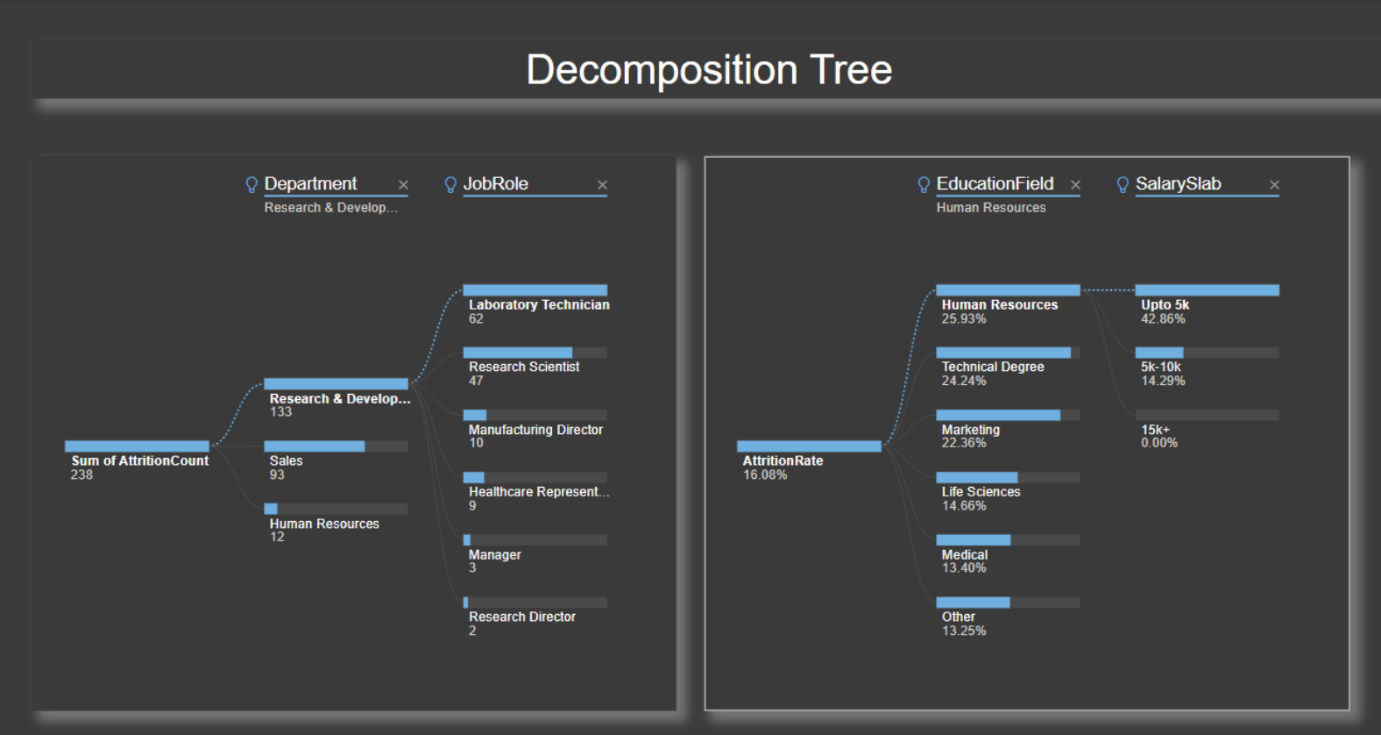 Decomposition Tree
Department
Research & Develop...
JobRole
Sum of AttritionCount
238
Research & Develop...
133
Sales
93
Human Resources
12
Laboratory Technician
62
Research Scientist
47
Manufacturing Director
10
Healthcare Represent...
9
Manager
3
Research Director
2
EducationField
Human Resources
SalarySlab
AttritionRate
16.08%
Human Resources
25.93%
Technical Degree
24.24%
Marketing
22.36%
Life Sciences
14.66%
Medical
13.40%
Other
13.25%
Upto 5k
42.86%
5k-10k
14.29%
15k+
0.00%